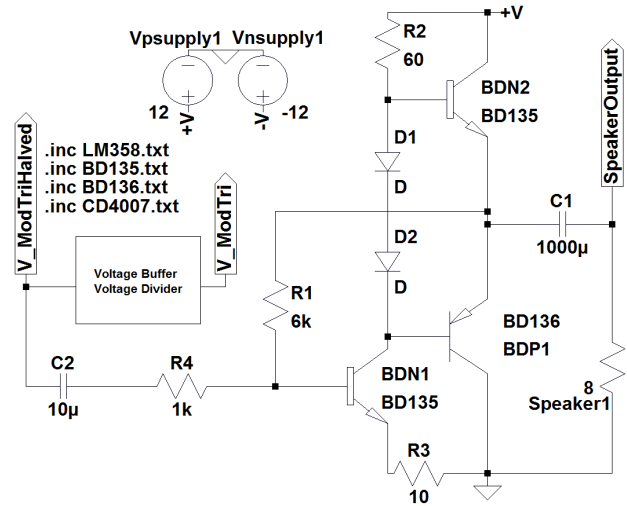 +V
R2
60
Vpsupply1 Vnsupply1
12
+V
-V
-12
BDN2
BD135
SpeakerOutput
V_ModTriHalved
.inc LM358.txt
.inc BD135.txt
.inc BD136.txt
.inc CD4007.txt
V_ModTri
D1
D
C1
1000µ
D2
D
Voltage Buffer
Voltage Divider
R1
6k
BD136
BDP1
C2
10µ
R4
1k
BDN1
BD135
8
Speaker1
R3
10